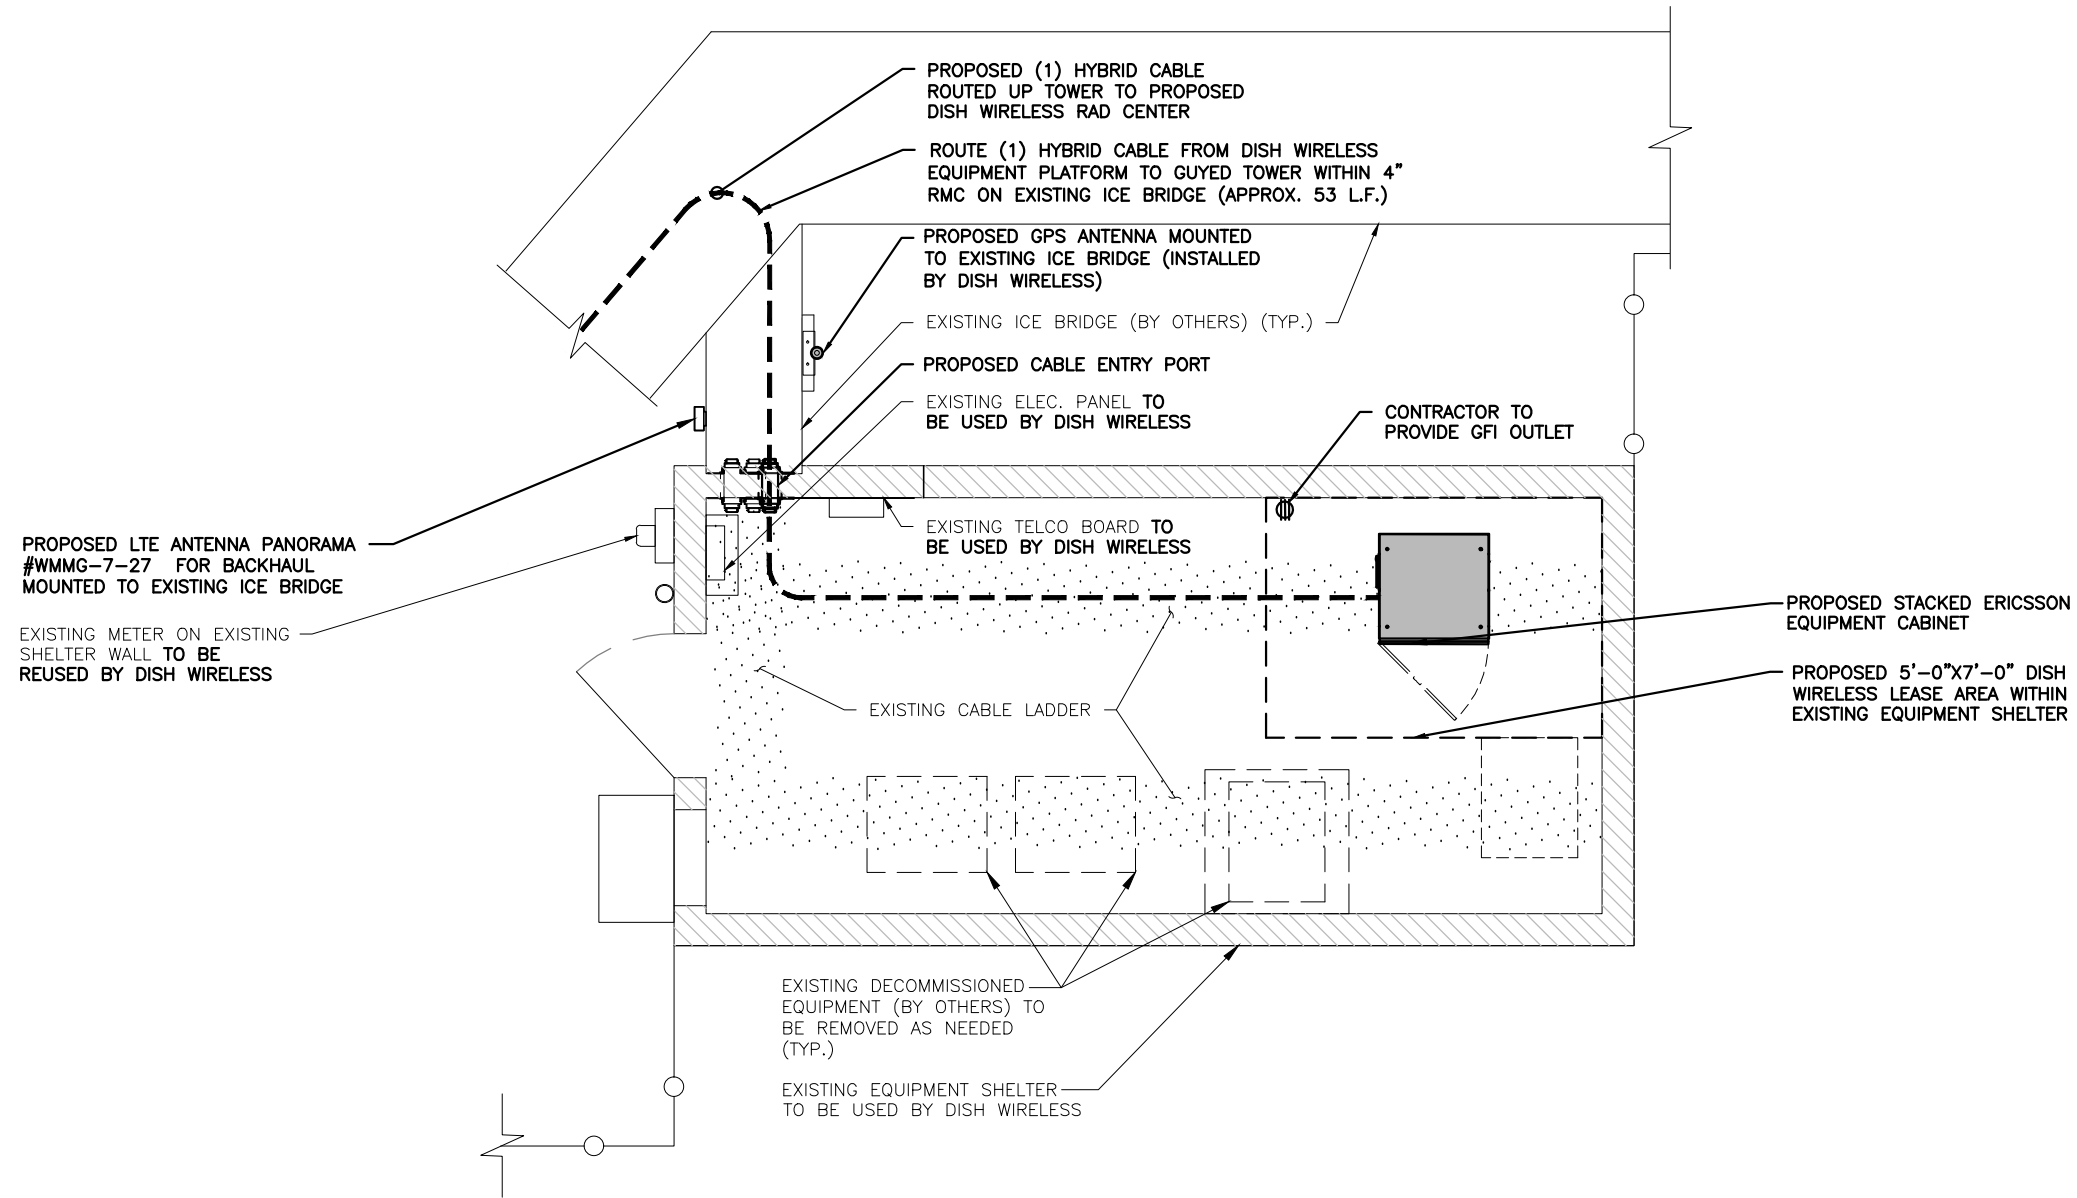 PROPOSED (1) HYBRID CABLE
ROUTED UP TOWER TO PROPOSED
DISH WIRELESS RAD CENTER
ROUTE (1) HYBRID CABLE FROM DISH WIRELESS
EQUIPMENT PLATFORM TO GUYED TOWER WITHIN 4"
RMC ON EXISTING ICE BRIDGE (APPROX. 53 L.F.)
PROPOSED GPS ANTENNA MOUNTED
TO EXISTING ICE BRIDGE (INSTALLED
BY DISH WIRELESS)
EXISTING ICE BRIDGE (BY OTHERS) (TYP.)
PROPOSED CABLE ENTRY PORT
EXISTING ELEC. PANEL TO
BE USED BY DISH WIRELESS
CONTRACTOR TO
PROVIDE GFI OUTLET
EXISTING TELCO BOARD TO
BE USED BY DISH WIRELESS
PROPOSED LTE ANTENNA PANORAMA
#WMMG-7-27 FOR BACKHAUL
MOUNTED TO EXISTING ICE BRIDGE
EXISTING METER ON EXISTING
SHELTER WALL TO BE
REUSED BY DISH WIRELESS
PROPOSED STACKED ERICSSON
EQUIPMENT CABINET
PROPOSED 5'-0"X7'-0" DISH
WIRELESS LEASE AREA WITHIN
EXISTING EQUIPMENT SHELTER
EXISTING CABLE LADDER
EXISTING DECOMMISSIONED
EQUIPMENT (BY OTHERS) TO
BE REMOVED AS NEEDED
(TYP.)
EXISTING EQUIPMENT SHELTER
TO BE USED BY DISH WIRELESS